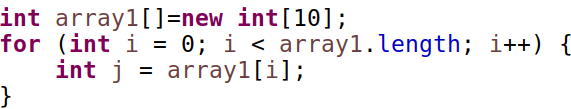 int array1[]=new int[10];
for (int i = 0; i < array1.length; i++) {
    int j = array1[i];
}